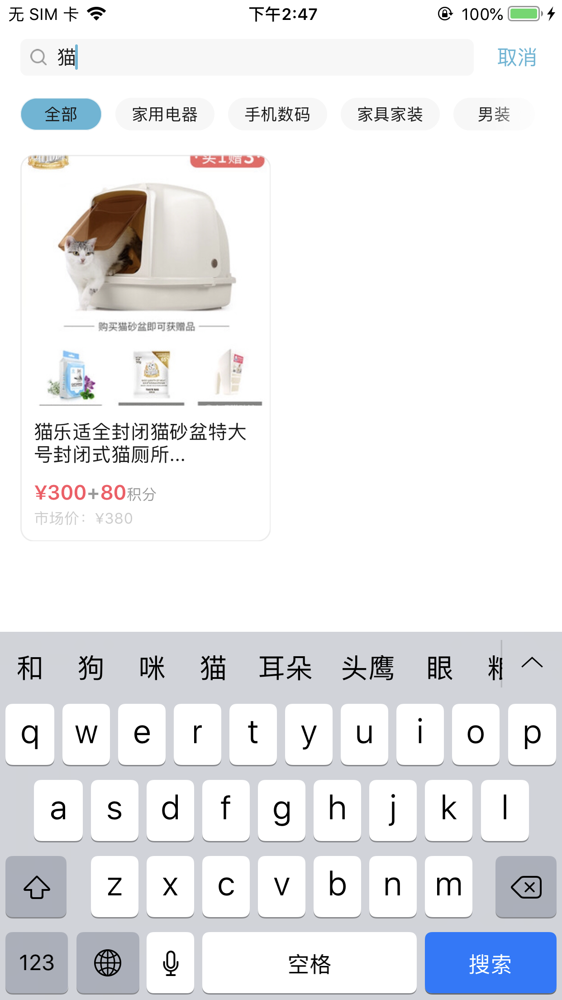 无 SIM 卡
下午2:47
100%
猫
取消
全部
家用电器
手机数码
家具家装
男装
·买1赠3·
购买猫砂盆即可获赠品
猫乐适全封闭猫砂盆特大
号封闭式猫厕所...
¥300+80积分
市场价：¥380
和 狗 咪 猫 耳朵 头鹰 眼
q w e r t y u i o p
a s d f g h j k l
z x c v b n m
123
空格
搜索